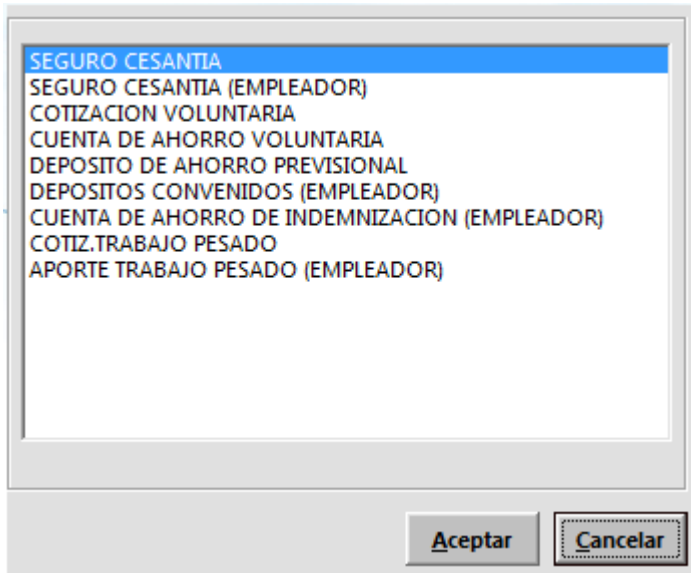 SEGURO CESANTIA
SEGURO CESANTIA (EMPLEADOR)
COTIZACION VOLUNTARIA
CUENTA DE AHORRO VOLUNTARIA
DEPOSITO DE AHORRO PREVISIONAL
DEPOSITOS CONVENIDOS (EMPLEADOR)
CUENTA DE AHORRO DE INDEMNIZACION (EMPLEADOR)
COTIZ.TRABAJO PESADO
APORTE TRABAJO PESADO (EMPLEADOR)
Aceptar Cancelar